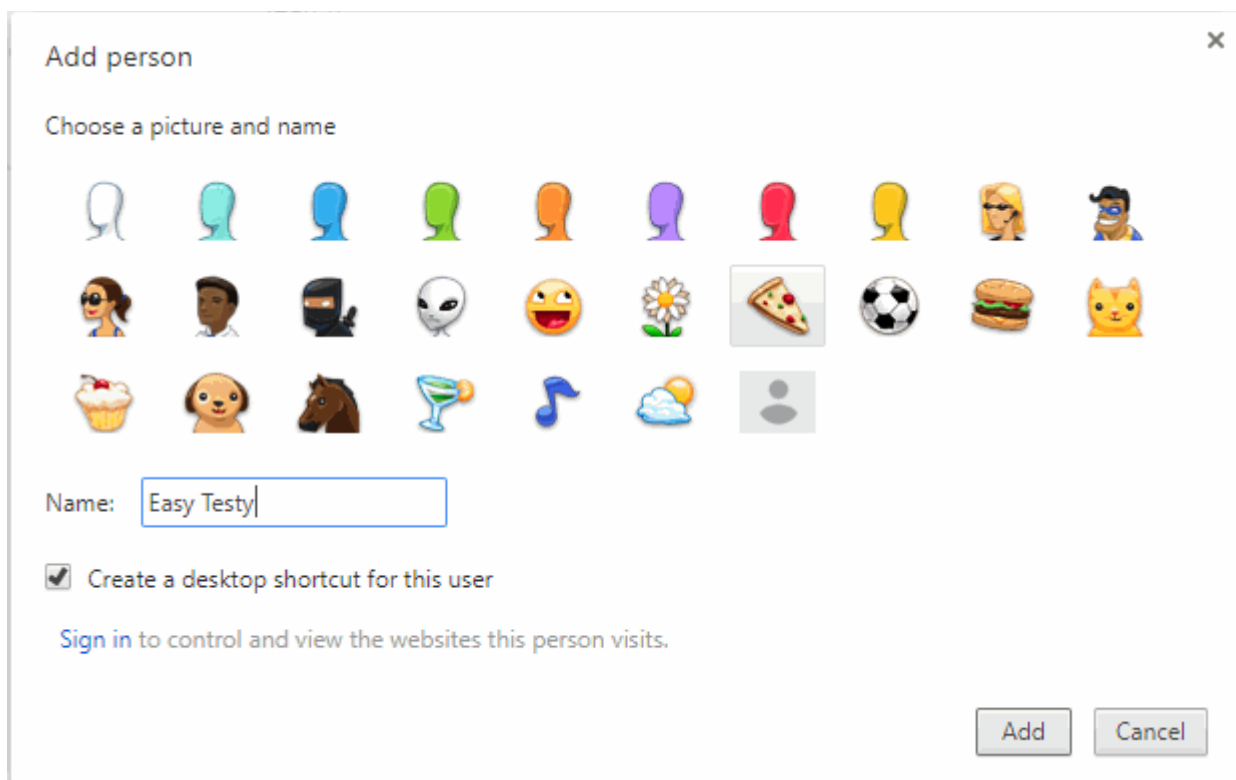 Add person
Choose a picture and name
Name: Easy Testy
Create a desktop shortcut for this user
Sign in to control and view the websites this person visits.
Add Cancel